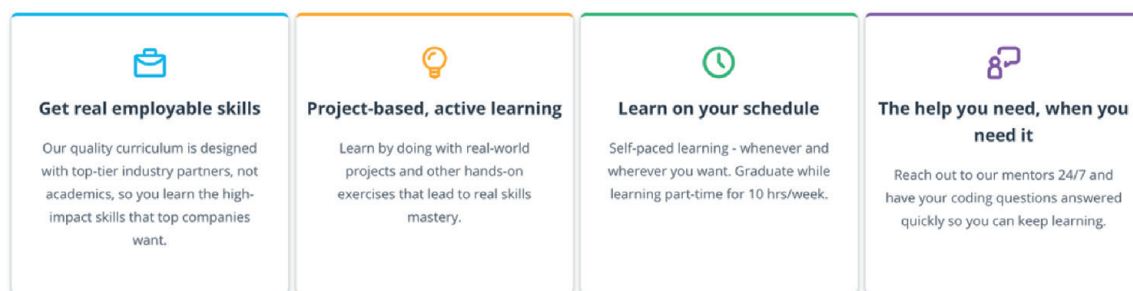 Get real employable skills
Our quality curriculum is designed
with top-tier industry partners, not
academics, so you learn the high-
impact skills that top companies
want.
Project-based, active learning
Learn by doing with real-world
projects and other hands-on
exercises that lead to real skills
mastery.
Learn on your schedule
Self-paced learning - whenever and
wherever you want. Graduate while
learning part-time for 10 hrs/week.
The help you need, when you
need it
Reach out to our mentors 24/7 and
have your coding questions answered
quickly so you can keep learning.